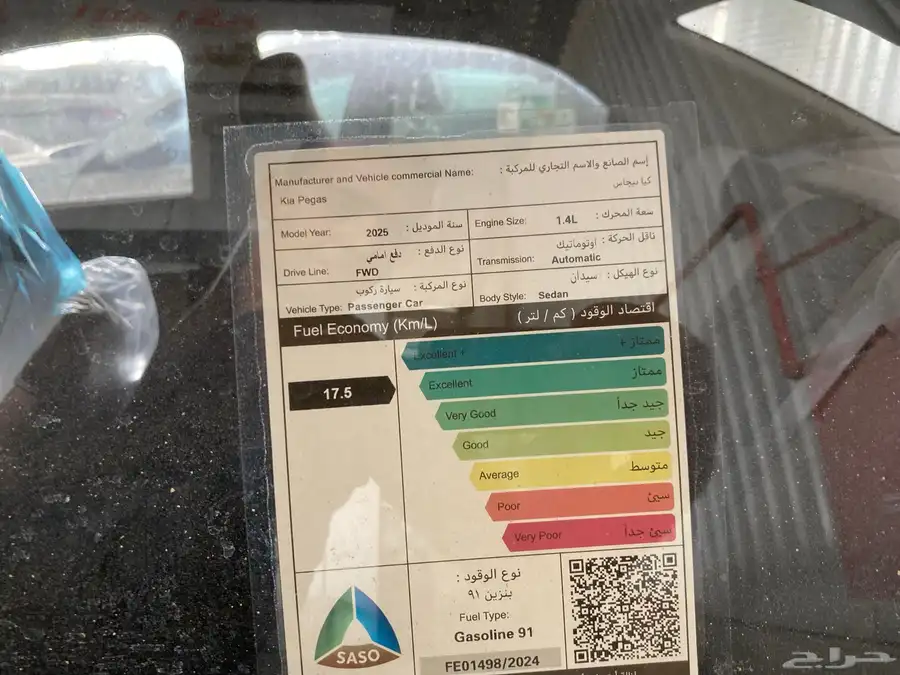 إسم الصانع والاسم التجاري للمركبة :
Manufacturer and Vehicle commercial Name:
كيا بيجاس
Kia Pegas
سنة الموديل :
Model Year: 2025
سعة المحرك :
Engine Size: 1.4L
نوع الدفع : دفع امامي
Drive Line: FWD
ناقل الحركة : أوتوماتيك
Transmission: Automatic
نوع المركبة : سيارة ركوب
Vehicle Type: Passenger Car
نوع الهيكل : سيدان
Body Style: Sedan
Fuel Economy (Km/L) اقتصاد الوقود ( كم / لتر )
17.5
Excellent + ممتاز +
Excellent ممتاز
Very Good جيد جداً
Good جيد
Average متوسط
Poor سيئ
Very Poor سيئ جداً
نوع الوقود :
بنزين ٩١
Fuel Type:
Gasoline 91
FE01498/2024
SASO
حراج